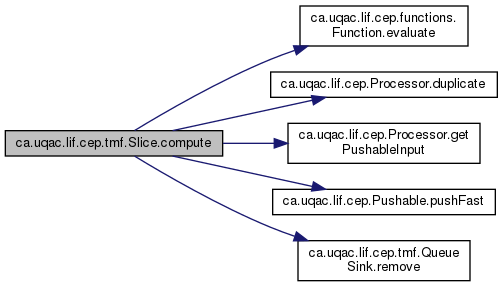 ca.uqac.lif.cep.functions.
Function.evaluate
ca.uqac.lif.cep.Processor.duplicate
ca.uqac.lif.cep.tmf.Slice.compute
ca.uqac.lif.cep.Processor.get
PushableInput
ca.uqac.lif.cep.Pushable.pushFast
ca.uqac.lif.cep.tmf.Queue
Sink.remove